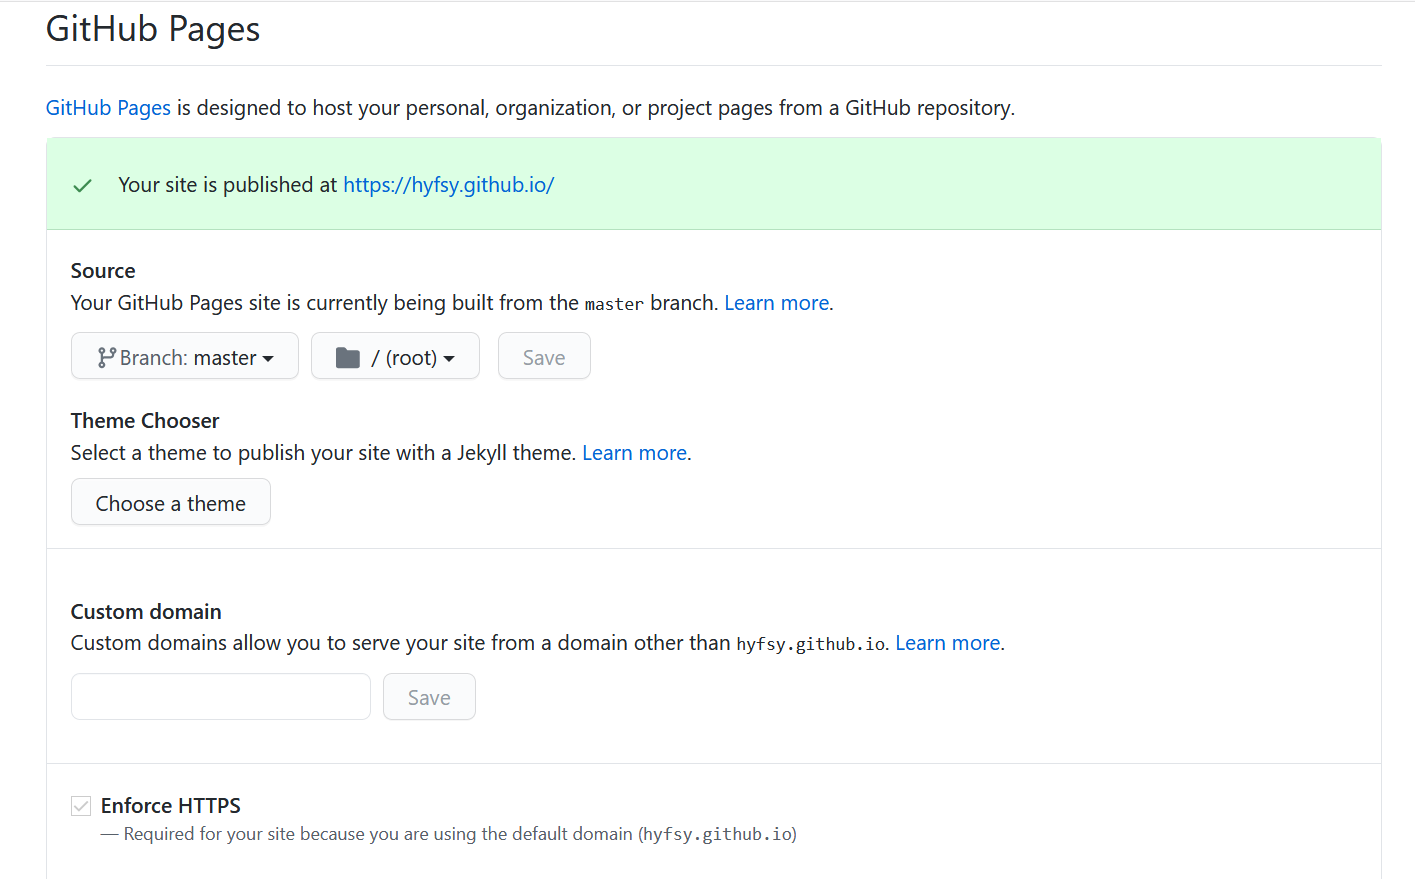 GitHub Pages
GitHub Pages is designed to host your personal, organization, or project pages from a GitHub repository.
Your site is published at https://hyfsy.github.io/
Source
Your GitHub Pages site is currently being built from the master branch. Learn more.
Branch: master / (root) Save
Theme Chooser
Select a theme to publish your site with a Jekyll theme. Learn more.
Choose a theme
Custom domain
Custom domains allow you to serve your site from a domain other than hyfsy.github.io. Learn more.
Save
Enforce HTTPS
— Required for your site because you are using the default domain (hyfsy.github.io)